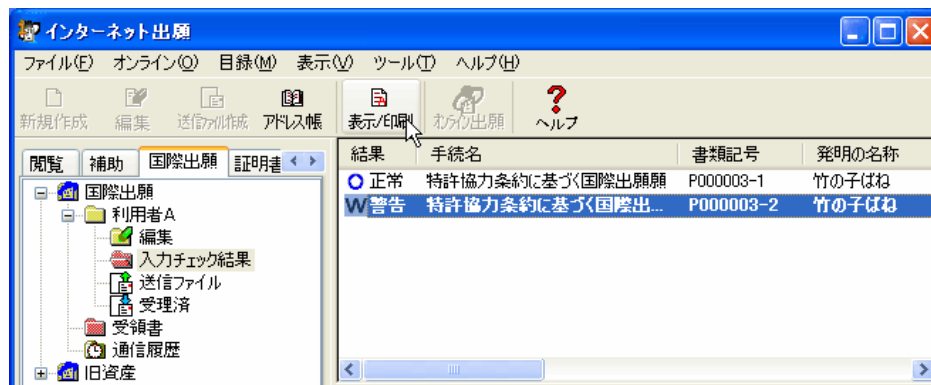 インターネット出願
ファイル(F) オンライン(O) 目録(M) 表示(V) ツール(T) ヘルプ(H)
新規作成 編集 送信ファイル作成 アドレス帳 表示/印刷 オンライン出願 ヘルプ
閲覧 補助 国際出願 証明書
結果 手続名 書類記号 発明の名称
正常 特許協力条約に基づく国際出願願 P000003-1 竹の子ばね
W 警告 特許協力条約に基づく国際出... P000003-2 竹の子ばね
国際出願
利用者A
編集
入力チェック結果
送信ファイル
受理済
受領書
通信履歴
旧資産